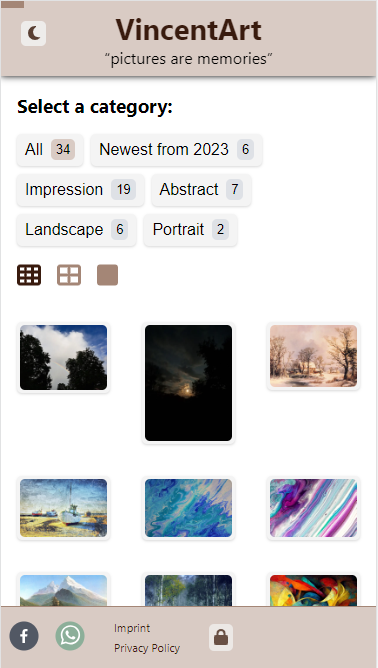 VincentArt
“pictures are memories”
Select a category:
All 34 Newest from 2023 6
Impression 19 Abstract 7
Landscape 6 Portrait 2
Imprint
Privacy Policy